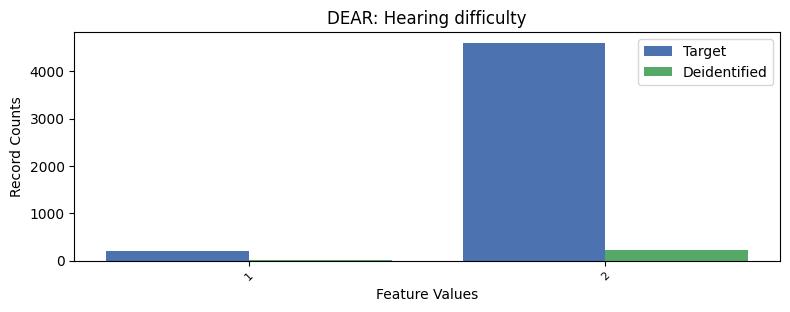 DEAR: Hearing difficulty
Target
Deidentified
Record Counts
4000
3000
2000
1000
0
1
2
Feature Values